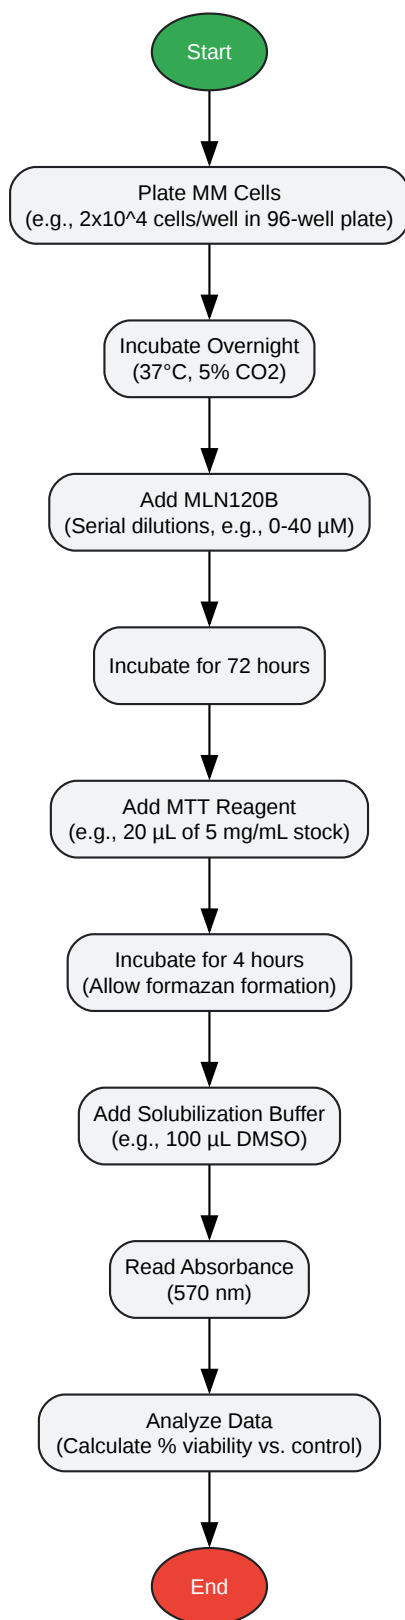 Start
Plate MM Cells
(e.g., 2x10^4 cells/well in 96-well plate)
Incubate Overnight
(37°C, 5% CO2)
Add MLN120B
(Serial dilutions, e.g., 0-40 µM)
Incubate for 72 hours
Add MTT Reagent
(e.g., 20 µL of 5 mg/mL stock)
Incubate for 4 hours
(Allow formazan formation)
Add Solubilization Buffer
(e.g., 100 µL DMSO)
Read Absorbance
(570 nm)
Analyze Data
(Calculate % viability vs. control)
End